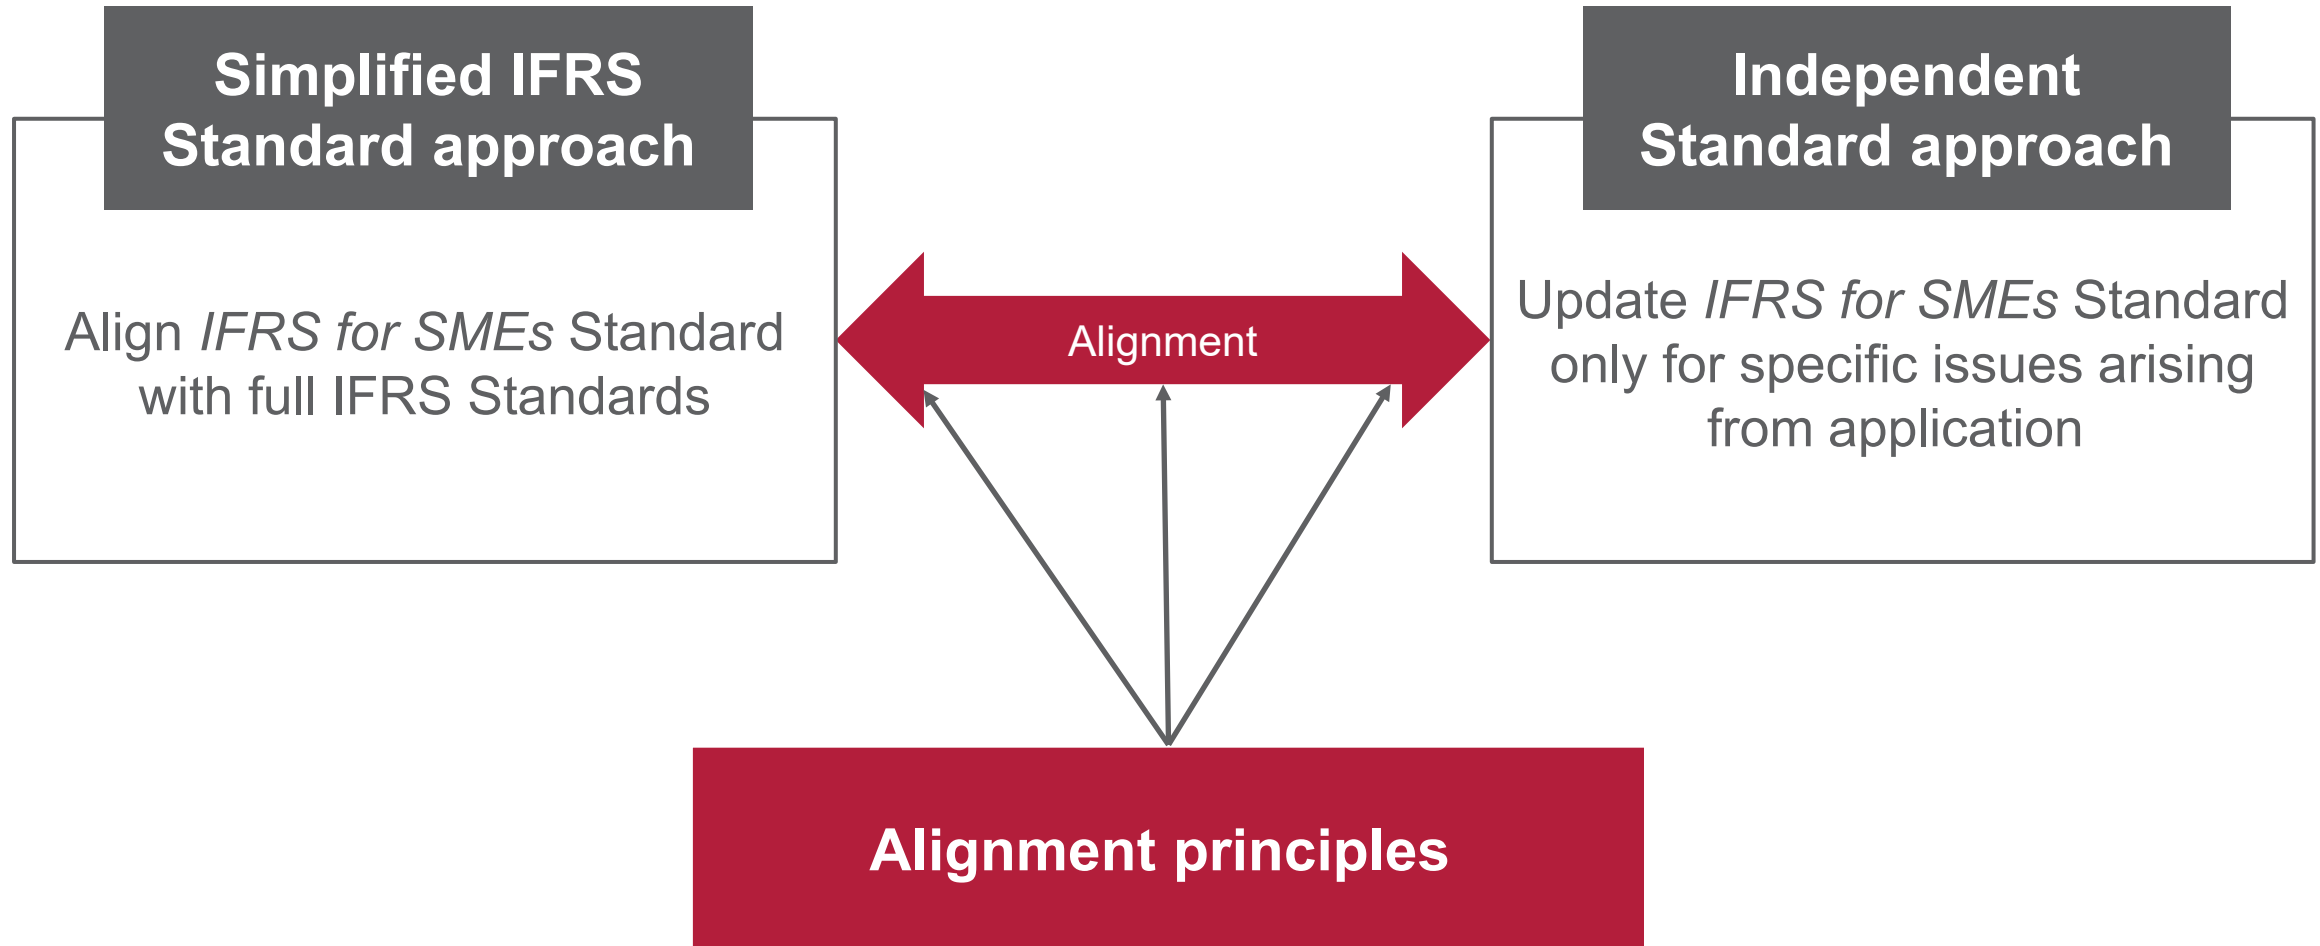 Simplified IFRS
Standard approach
Align IFRS for SMEs Standard
with full IFRS Standards
Alignment
Independent
Standard approach
Update IFRS for SMEs Standard
only for specific issues arising
from application
Alignment principles